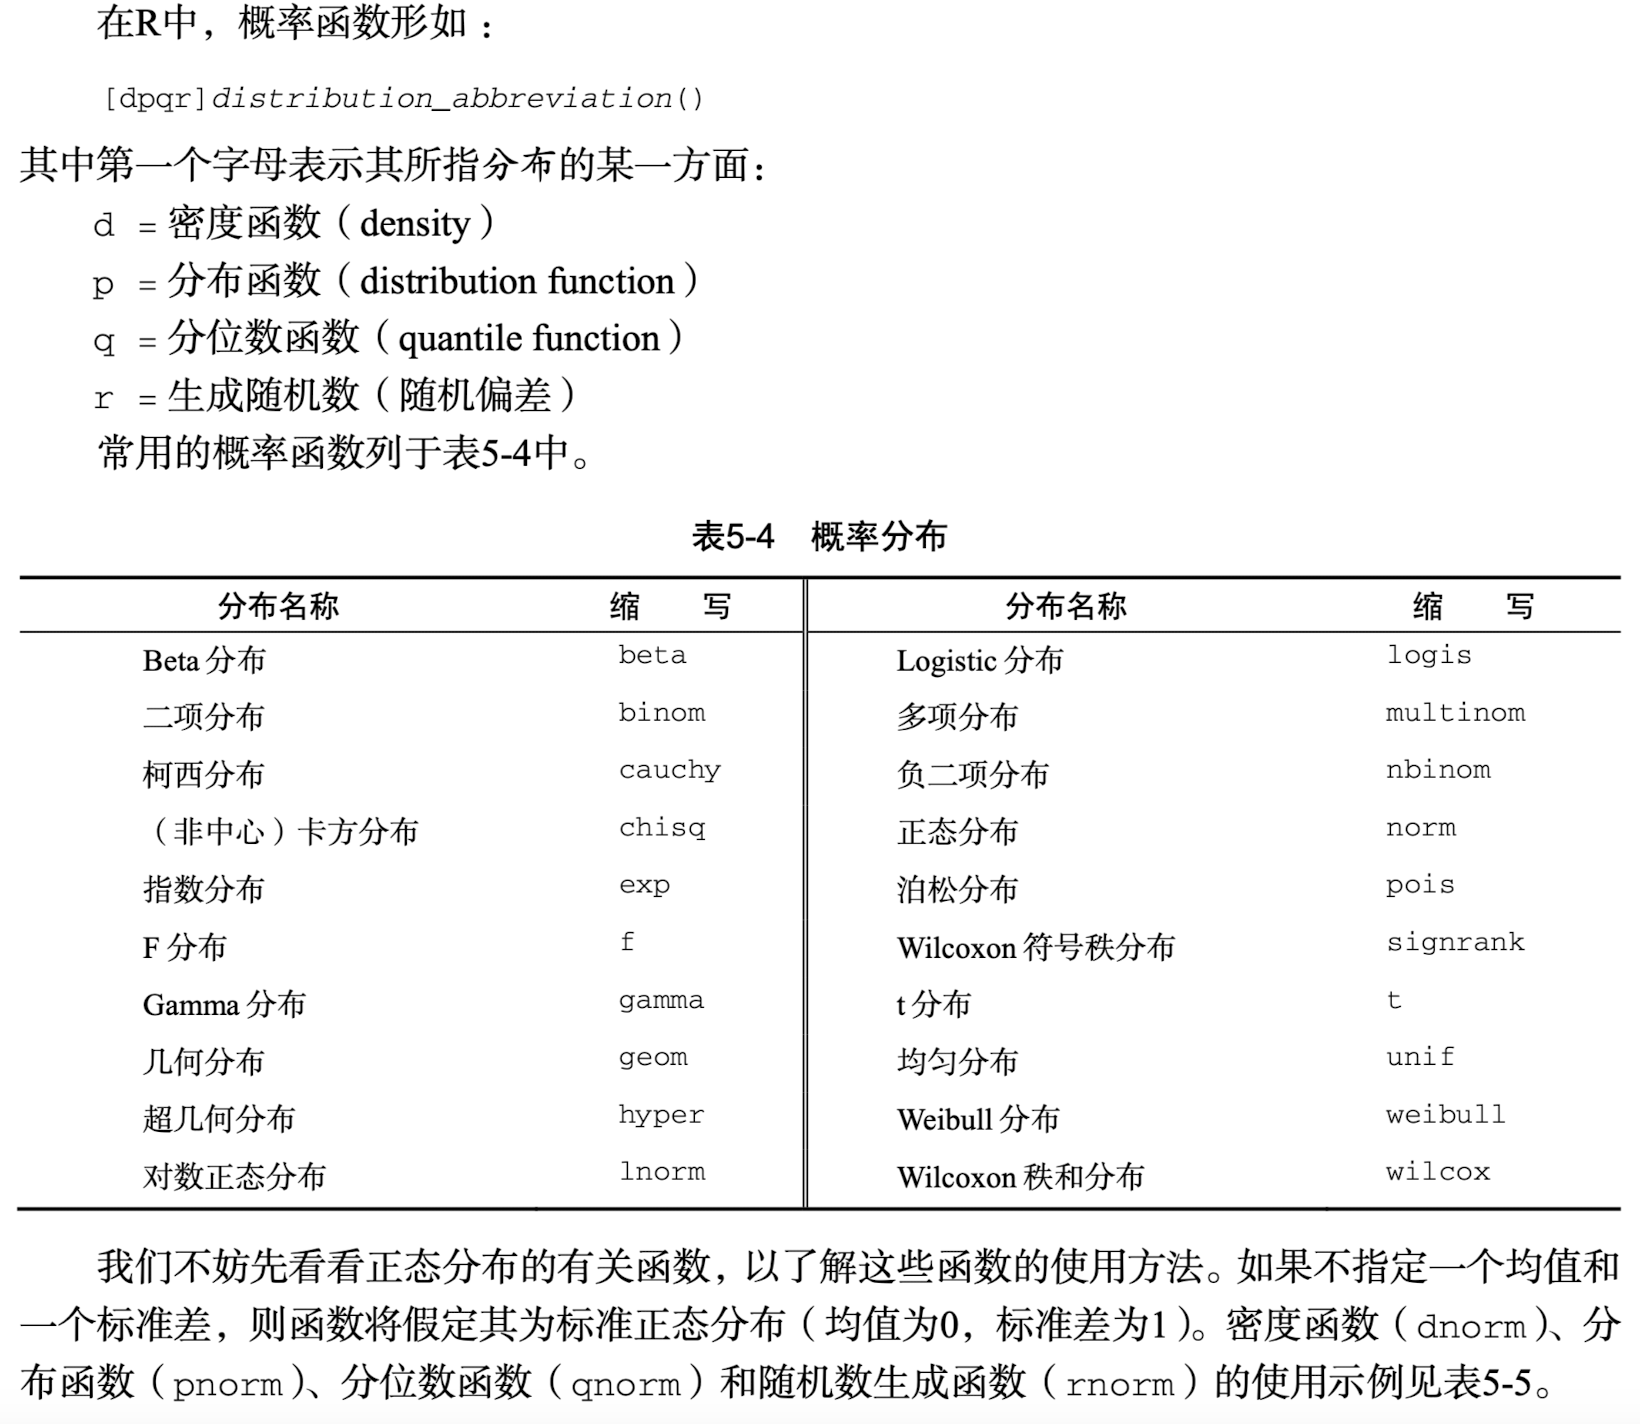 在R中，概率函数形如：
[dpqr]distribution_abbreviation()
其中第一个字母表示其所指分布的某一方面：
d = 密度函数（density）
p = 分布函数（distribution function）
q = 分位数函数（quantile function）
r = 生成随机数（随机偏差）
常用的概率函数列于表5-4中。
表5-4 概率分布
分布名称 缩 写 分布名称 缩 写
Beta 分布 beta Logistic 分布 logis
二项分布 binom 多项分布 multinom
柯西分布 cauchy 负二项分布 nbinom
（非中心）卡方分布 chisq 正态分布 norm
指数分布 exp 泊松分布 pois
F 分布 f Wilcoxon 符号秩分布 signrank
Gamma 分布 gamma t 分布 t
几何分布 geom 均匀分布 unif
超几何分布 hyper Weibull 分布 weibull
对数正态分布 lnorm Wilcoxon 秩和分布 wilcox
我们不妨先看看正态分布的有关函数，以了解这些函数的使用方法。如果不指定一个均值和
一个标准差，则函数将假定其为标准正态分布（均值为0，标准差为1）。密度函数（dnorm）、分
布函数（pnorm）、分位数函数（qnorm）和随机数生成函数（rnorm）的使用示例见表5-5。